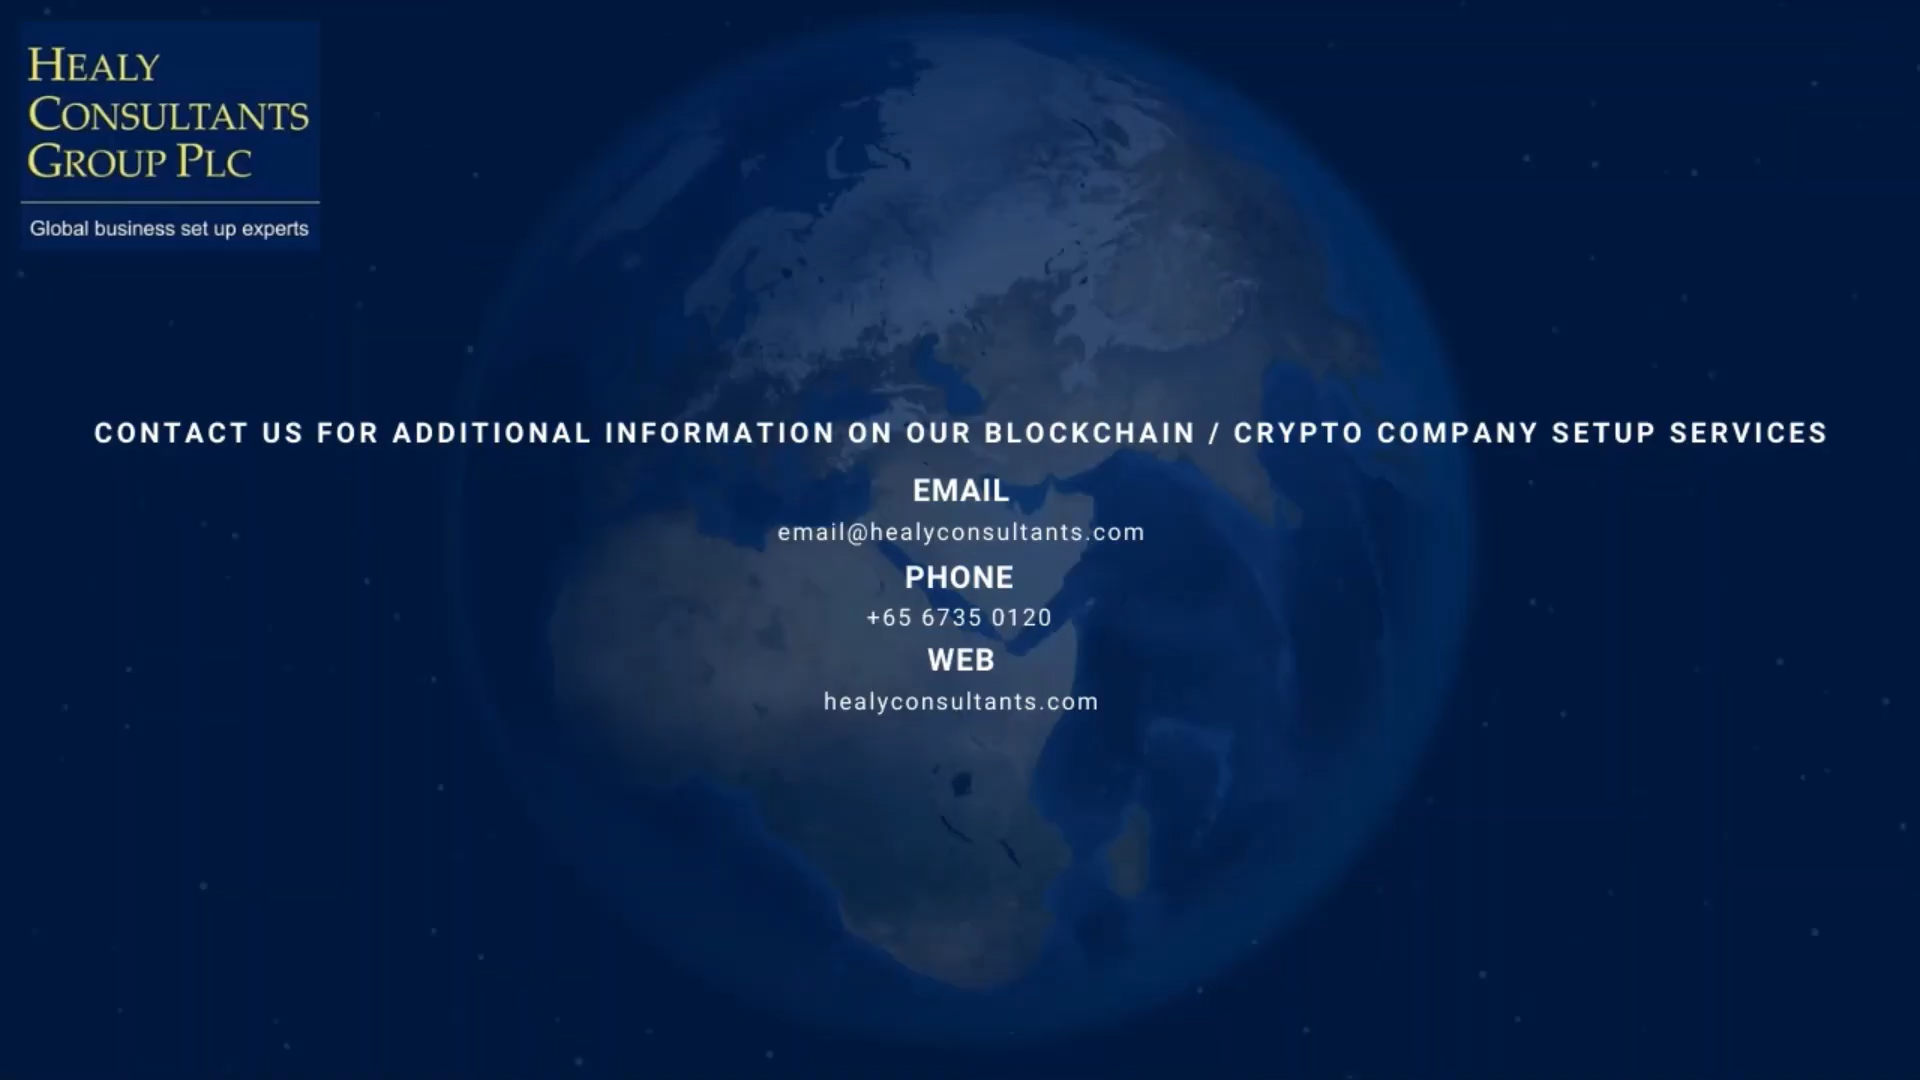 HEALY
CONSULTANTS
GROUP PLC
Global business set up experts
CONTACT US FOR ADDITIONAL INFORMATION ON OUR BLOCKCHAIN / CRYPTO COMPANY SETUP SERVICES
EMAIL
email@healyconsultants.com
PHONE
+65 6735 0120
WEB
healyconsultants.com